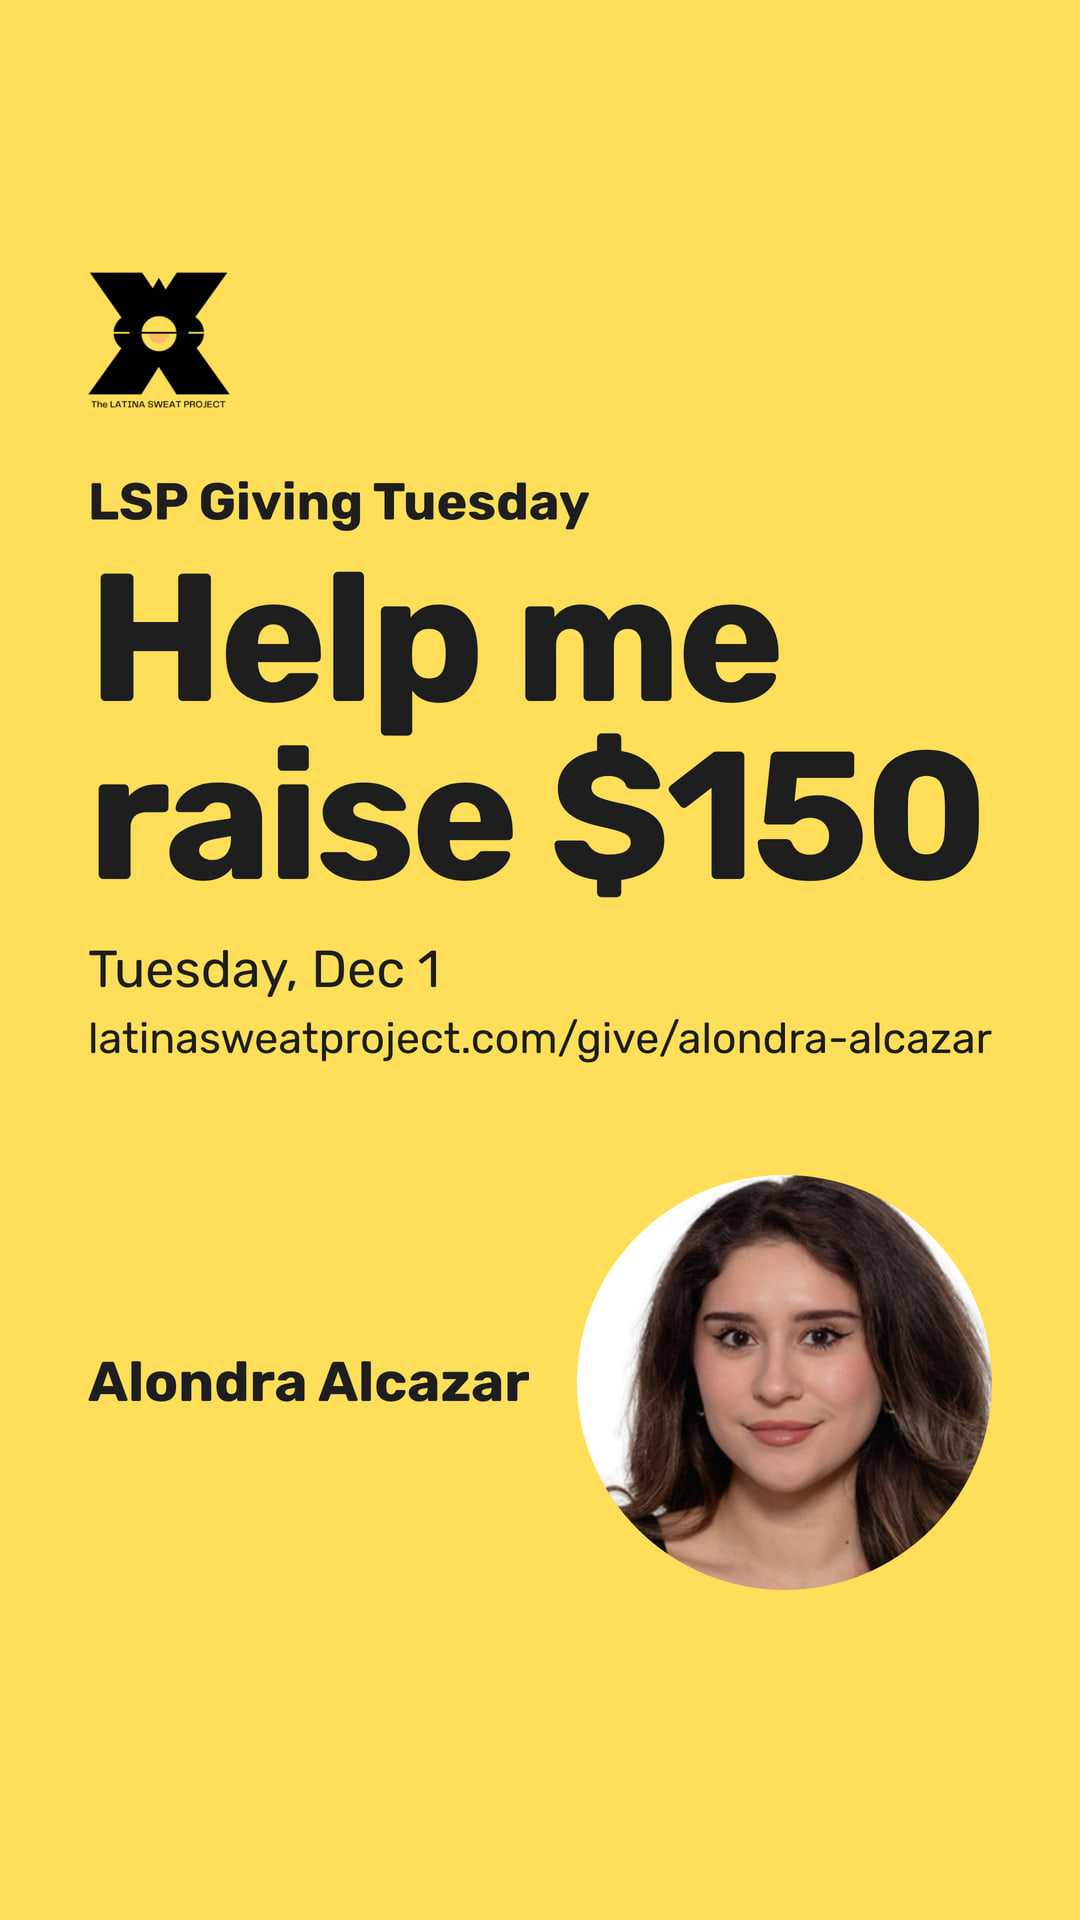 The LATINA SWEAT PROJECT
LSP Giving Tuesday
Help me
raise $150
Tuesday, Dec 1
latinasweatproject.com/give/alondra-alcazar
Alondra Alcazar